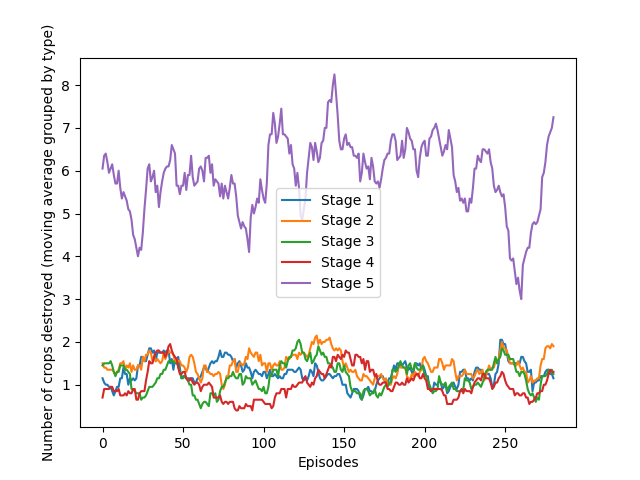 Number of crops destroyed (moving average grouped by type)
8
7
6
5
4
3
2
1
Stage 1
Stage 2
Stage 3
Stage 4
Stage 5
0 50 100 150 200 250
Episodes